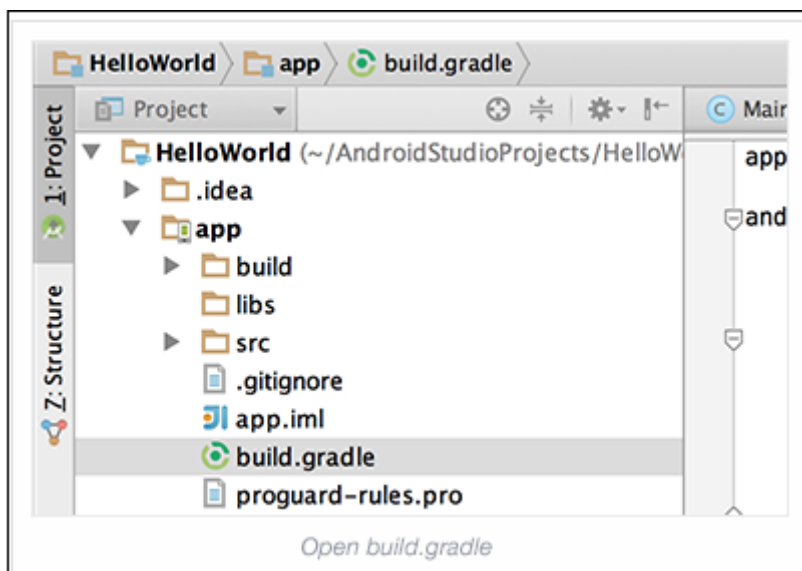 HelloWorld app build.gradle
1: Project
Project
Main
HelloWorld (~/AndroidStudioProjects/HelloW
app
.idea
and
app
build
libs
Z: Structure
src
.gitignore
app.iml
build.gradle
proguard-rules.pro
Open build.gradle